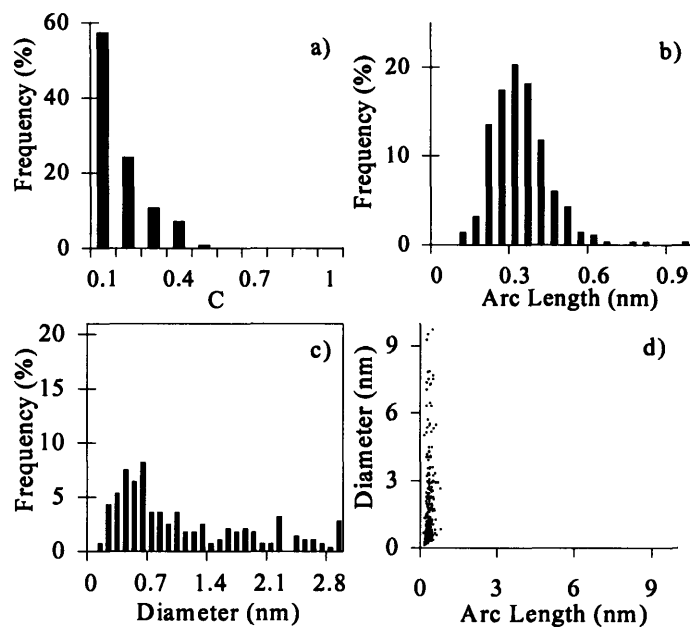 Frequency (%)
60
40
20
0
0.1 0.4 0.7 1
C
a)
Frequency (%)
20
10
0
0 0.3 0.6 0.9
Arc Length (nm)
b)
Frequency (%)
20
15
10
5
0
0 0.7 1.4 2.1 2.8
Diameter (nm)
c)
Diameter (nm)
9
6
3
0
0 3 6 9
Arc Length (nm)
d)